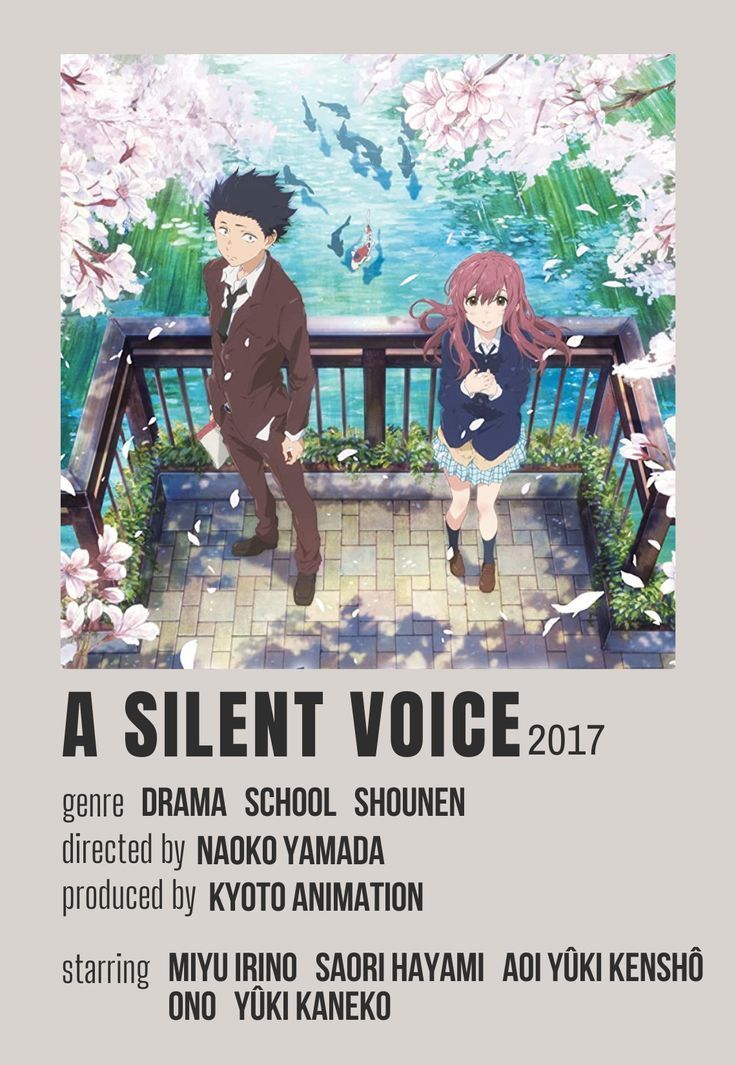 A SILENT VOICE 2017
genre DRAMA SCHOOL SHOUNEN
directed by NAOKO YAMADA
produced by KYOTO ANIMATION
starring MIYU IRINO SAORI HAYAMI AOI YÛKI KENSHÔ
ONO YÛKI KANEKO